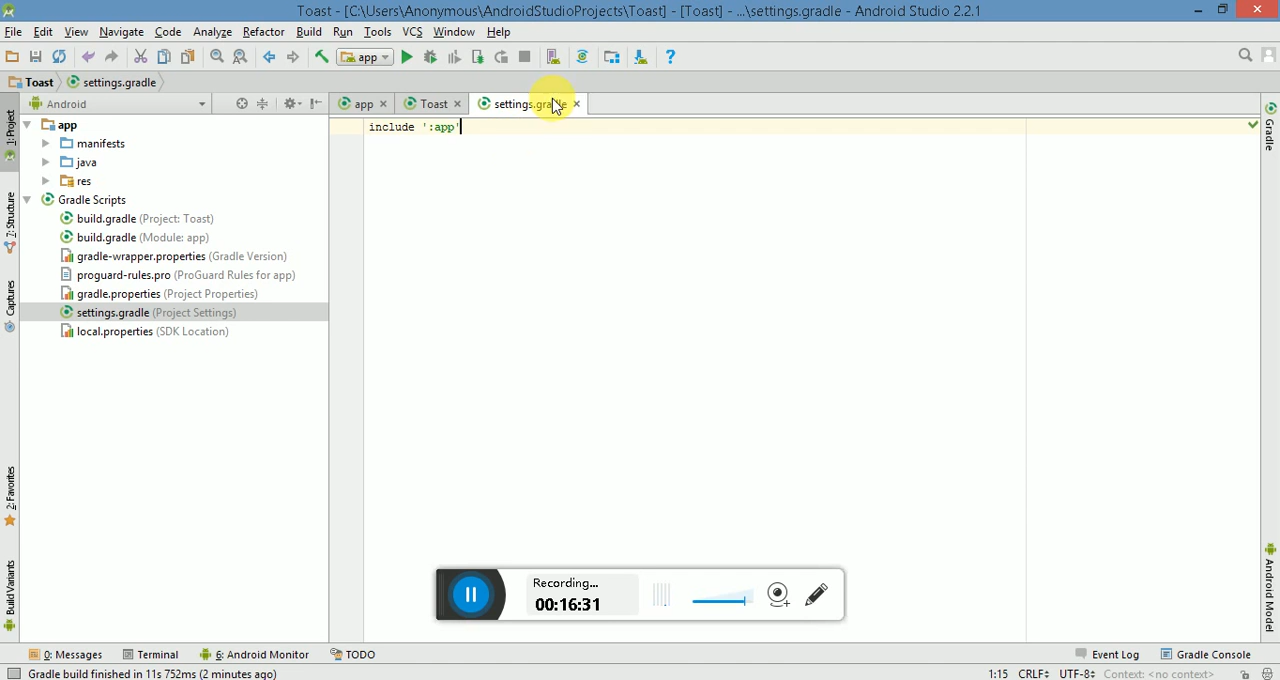 Toast - [C:\Users\Anonymous\AndroidStudioProjects\Toast] - [Toast] - ...\settings.gradle - Android Studio 2.2.1
File Edit View Navigate Code Analyze Refactor Build Run Tools VCS Window Help
app
Toast settings.gradle
Android
app Toast settings.gradle
1: Project
7: Structure
Captures
2: Favorites
Build Variants
app
manifests
java
res
Gradle Scripts
build.gradle (Project: Toast)
build.gradle (Module: app)
gradle-wrapper.properties (Gradle Version)
proguard-rules.pro (ProGuard Rules for app)
gradle.properties (Project Properties)
settings.gradle (Project Settings)
local.properties (SDK Location)
include ':app'
Gradle
Android Model
Recording...
00:16:31
0: Messages Terminal 6: Android Monitor TODO Event Log Gradle Console
Gradle build finished in 11s 752ms (2 minutes ago) 1:15 CRLF UTF-8 Context: <no context>